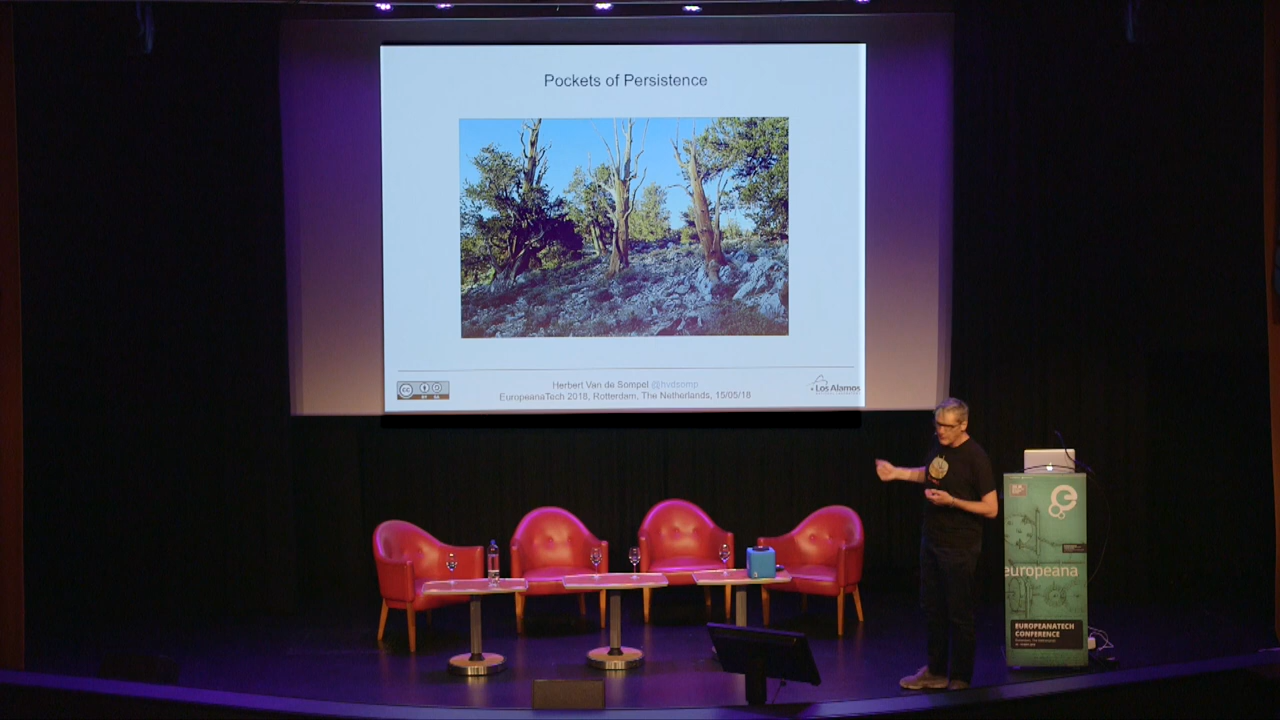 Pockets of Persistence
Herbert Van de Sompel @hvdsomp
EuropeanaTech 2018, Rotterdam, The Netherlands, 15/05/18
cc
Los Alamos
europeana
EUROPEANATECH
CONFERENCE